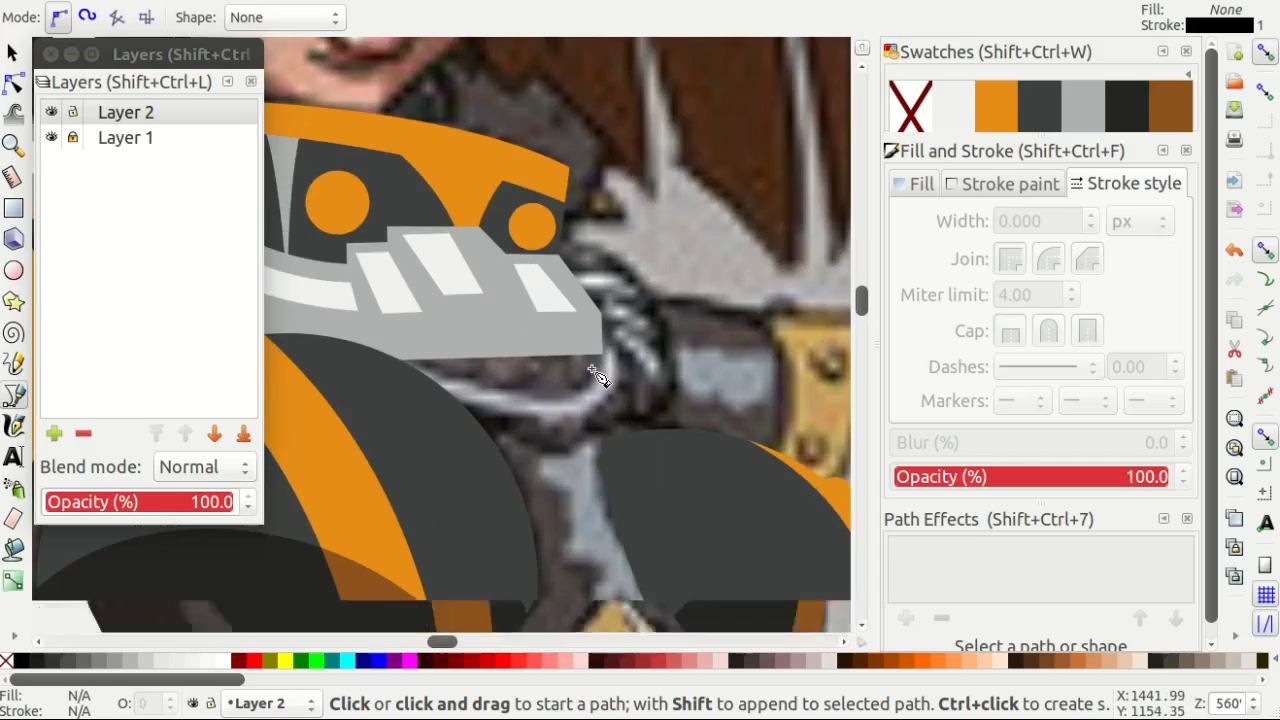 Mode:
Shape: None
Fill: None
Stroke: 1
Layers (Shift+Ctrl
Layers (Shift+Ctrl+L)
Layer 2
Layer 1
Blend mode: Normal
Opacity (%) 100.0
Swatches (Shift+Ctrl+W)
Fill and Stroke (Shift+Ctrl+F)
Fill Stroke paint Stroke style
Width: 0.000 px
Join:
Miter limit: 4.00
Cap:
Dashes: 0.00
Markers:
Blur (%) 0.0
Opacity (%) 100.0
Path Effects (Shift+Ctrl+7)
Select a path or shape
Fill: N/A
Stroke: N/A
O: 0
•Layer 2
Click or click and drag to start a path; with Shift to append to selected path. Ctrl+click to create s.
X:1441.99
Y:1154.35
Z: 560